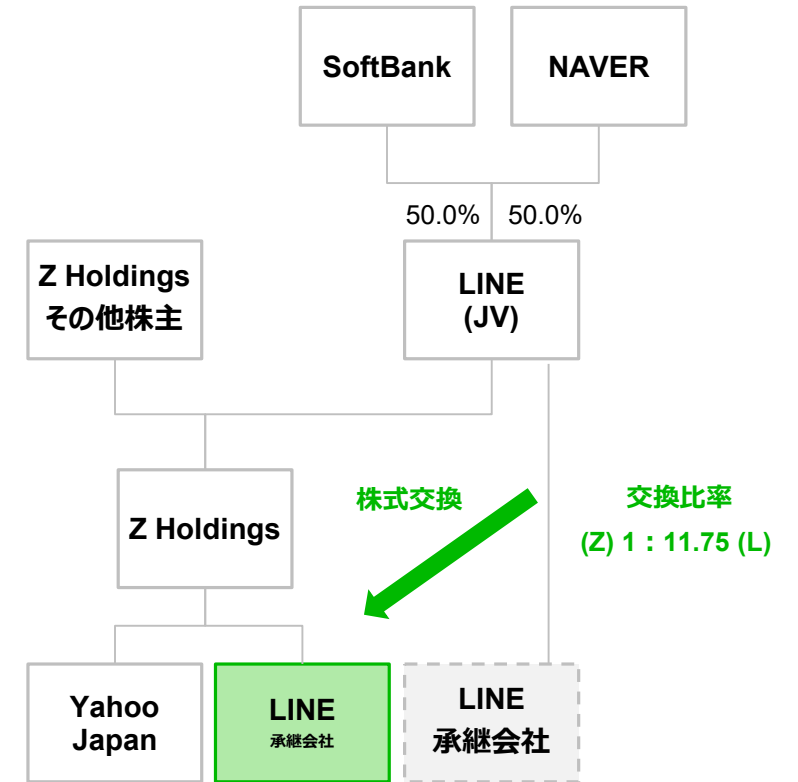 SoftBank
NAVER
50.0%
50.0%
Z Holdings
その他株主
LINE
(JV)
Z Holdings
株式交換
交換比率
(Z) 1：11.75 (L)
Yahoo
Japan
LINE
承継会社
LINE
承継会社